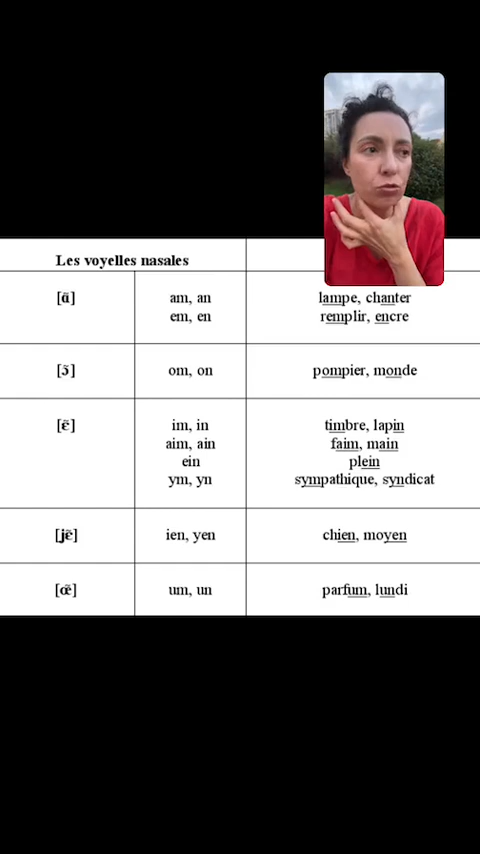 Les voyelles nasales
[ɑ̃] am, an lampe, chanter
em, en remplir, encre
[ɔ̃] om, on pompier, monde
[ɛ̃] im, in timbre, lapin
aim, ain faim, main
ein plein
ym, yn sympathique, syndicat
[jɛ̃] ien, yen chien, moyen
[œ̃] um, un parfum, lundi